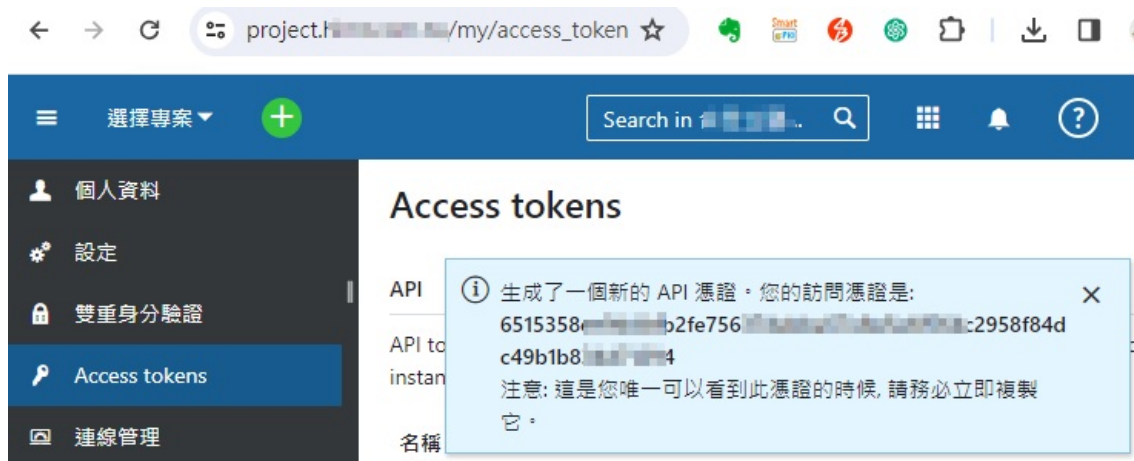 project.h /my/access_token
Smart
選擇專案
Search in ..
個人資料
設定
雙重身分驗證
Access tokens
連線管理
Access tokens
API
生成了一個新的 API 憑證。您的訪問憑證是:
6515358 b2fe756 c2958f84d
c49b1b8 4
注意: 這是您唯一可以看到此憑證的時候, 請務必立即複製
它。
API to
instan
名稱